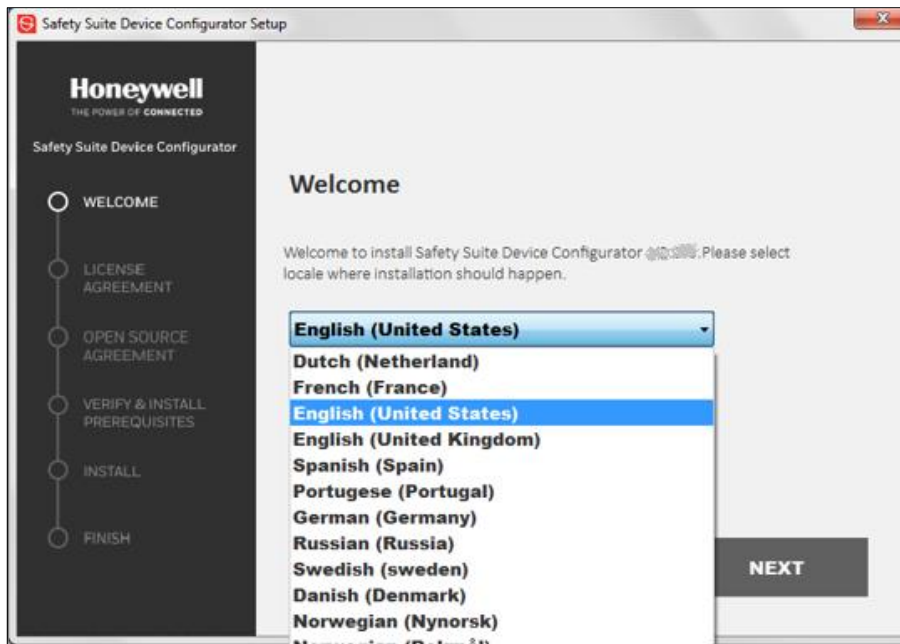 Safety Suite Device Configurator Setup
Honeywell
THE POWER OF CONNECTED
Safety Suite Device Configurator
WELCOME
LICENSE
AGREEMENT
OPEN SOURCE
AGREEMENT
VERIFY & INSTALL
PREREQUISITES
INSTALL
FINISH
Welcome
Welcome to install Safety Suite Device Configurator .Please select
locale where installation should happen.
English (United States)
Dutch (Netherland)
French (France)
English (United States)
English (United Kingdom)
Spanish (Spain)
Portugese (Portugal)
German (Germany)
Russian (Russia)
Swedish (sweden)
Danish (Denmark)
Norwegian (Nynorsk)
NEXT